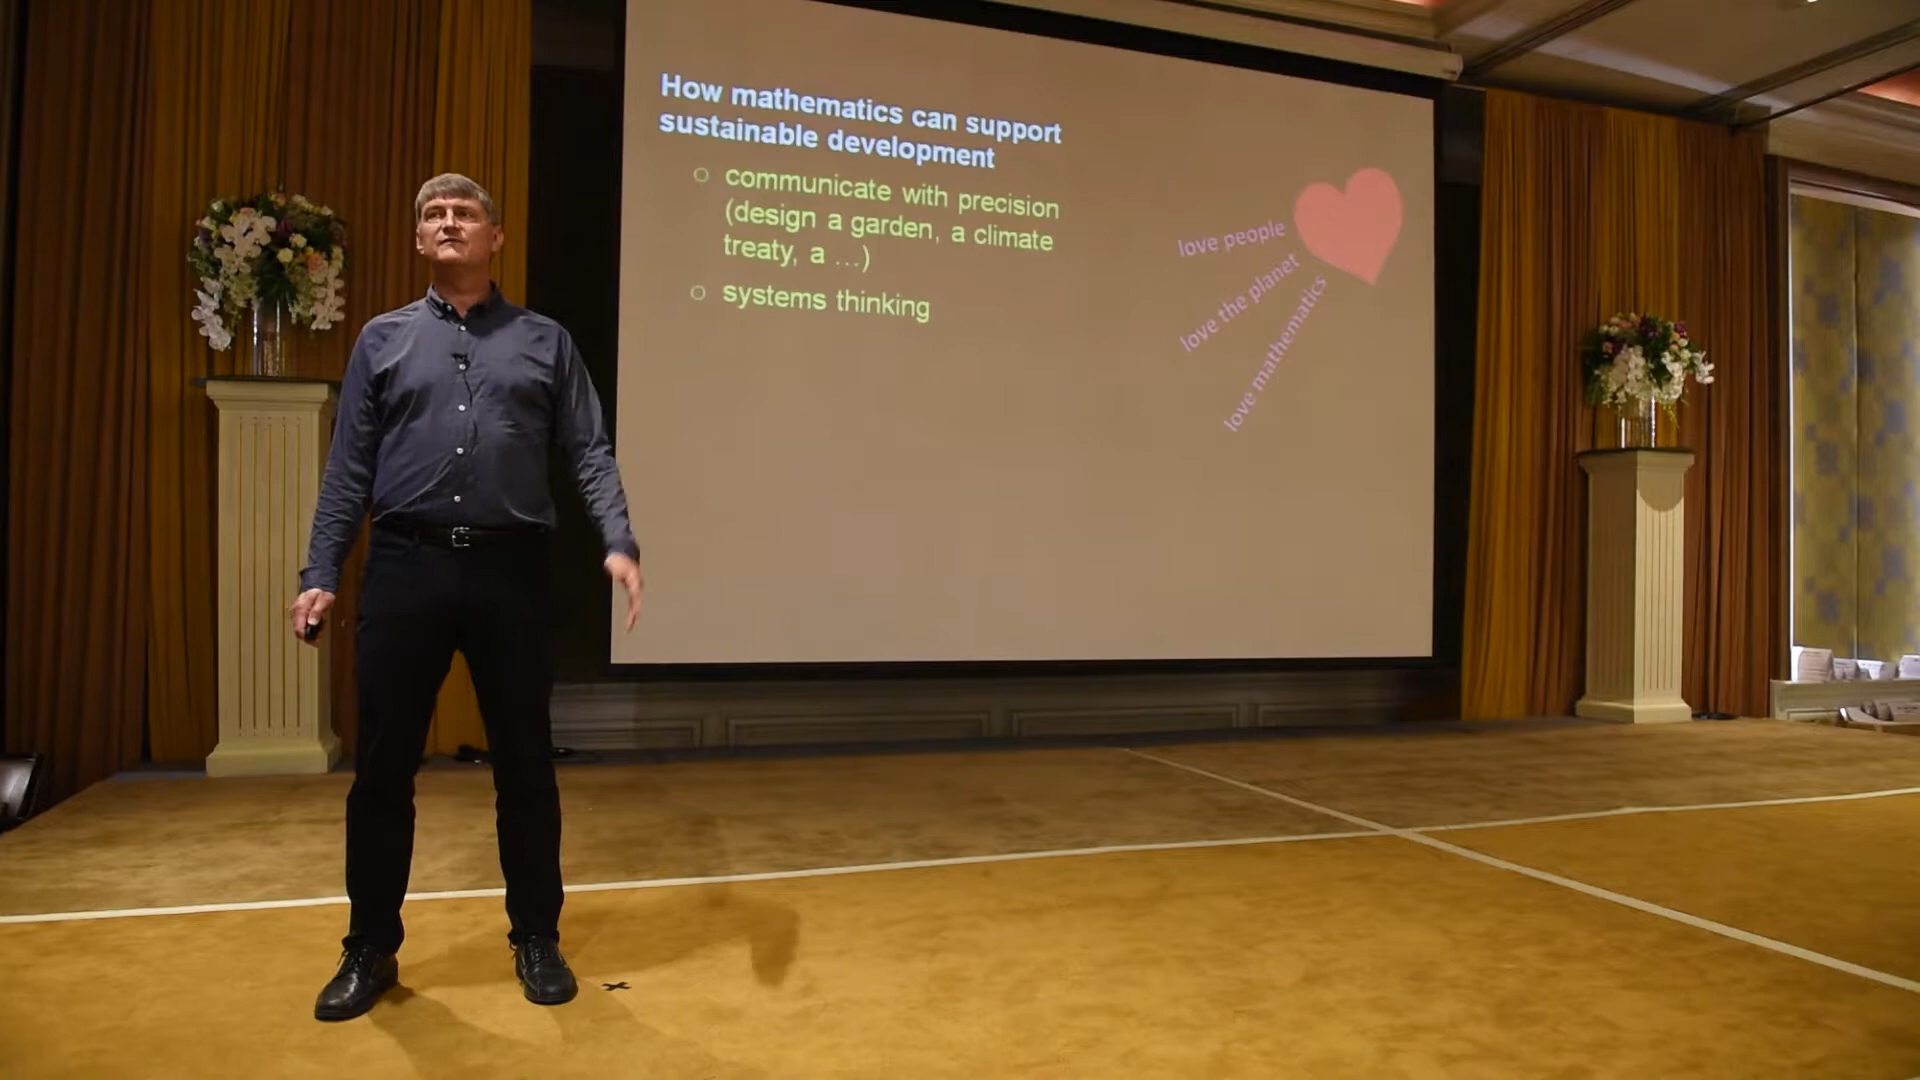 How mathematics can support
sustainable development
communicate with precision
(design a garden, a climate
treaty, a ...)
systems thinking
love people
love the planet
love mathematics